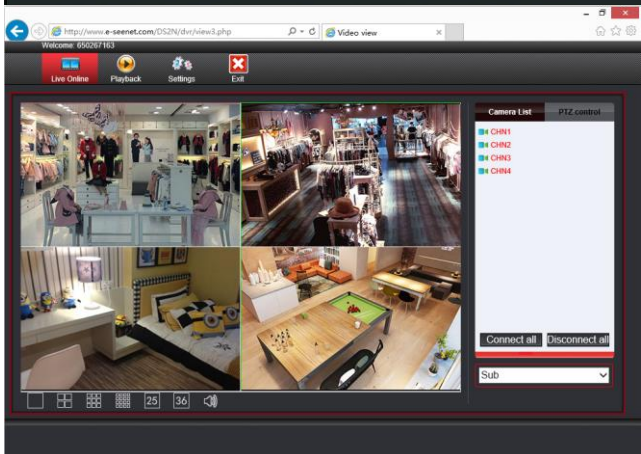 http://www.e-seenet.com/DS2N/dvr/view3.php
Video view
Welcome: 650267163
Live Online
Playback
Settings
Exit
Camera List
PTZ control
CHN1
CHN2
CHN3
CHN4
Connect all
Disconnect all
Sub
25
36